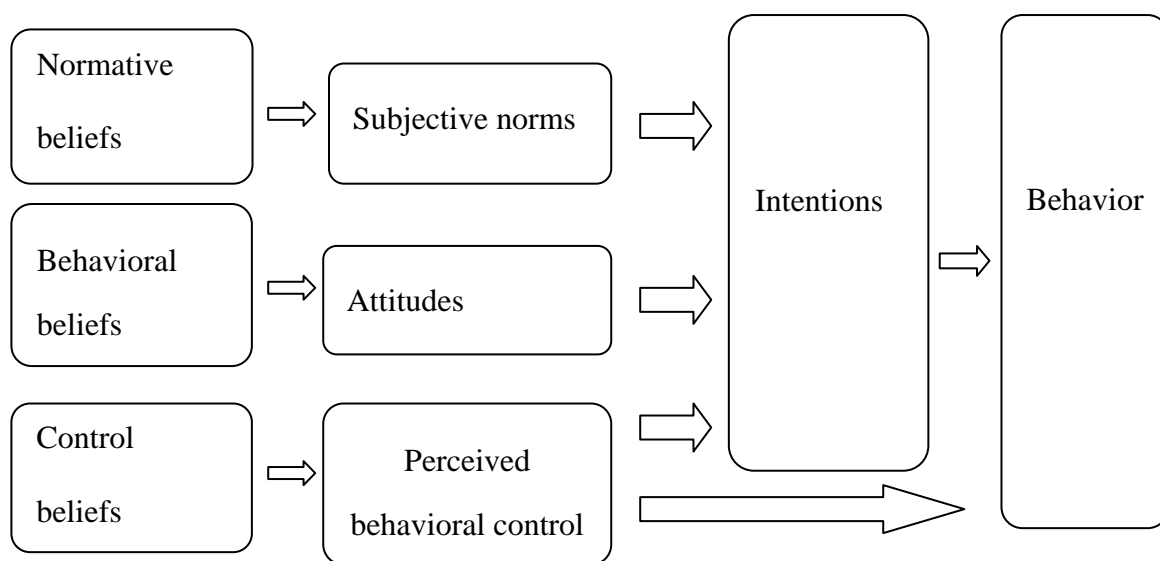 Normative
beliefs
Subjective norms
Intentions
Behavior
Behavioral
beliefs
Attitudes
Control
beliefs
Perceived
behavioral control